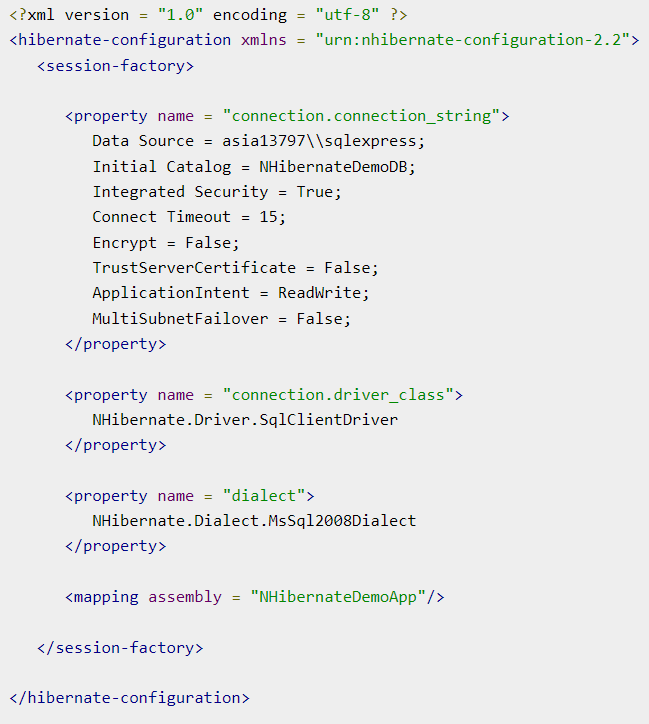 <?xml version = "1.0" encoding = "utf-8" ?>
<hibernate-configuration xmlns = "urn:nhibernate-configuration-2.2">
<session-factory>
<property name = "connection.connection_string">
Data Source = asia13797\\sqlexpress;
Initial Catalog = NHibernateDemoDB;
Integrated Security = True;
Connect Timeout = 15;
Encrypt = False;
TrustServerCertificate = False;
ApplicationIntent = ReadWrite;
MultiSubnetFailover = False;
</property>
<property name = "connection.driver_class">
NHibernate.Driver.SqlClientDriver
</property>
<property name = "dialect">
NHibernate.Dialect.MsSql2008Dialect
</property>
<mapping assembly = "NHibernateDemoApp"/>
</session-factory>
</hibernate-configuration>